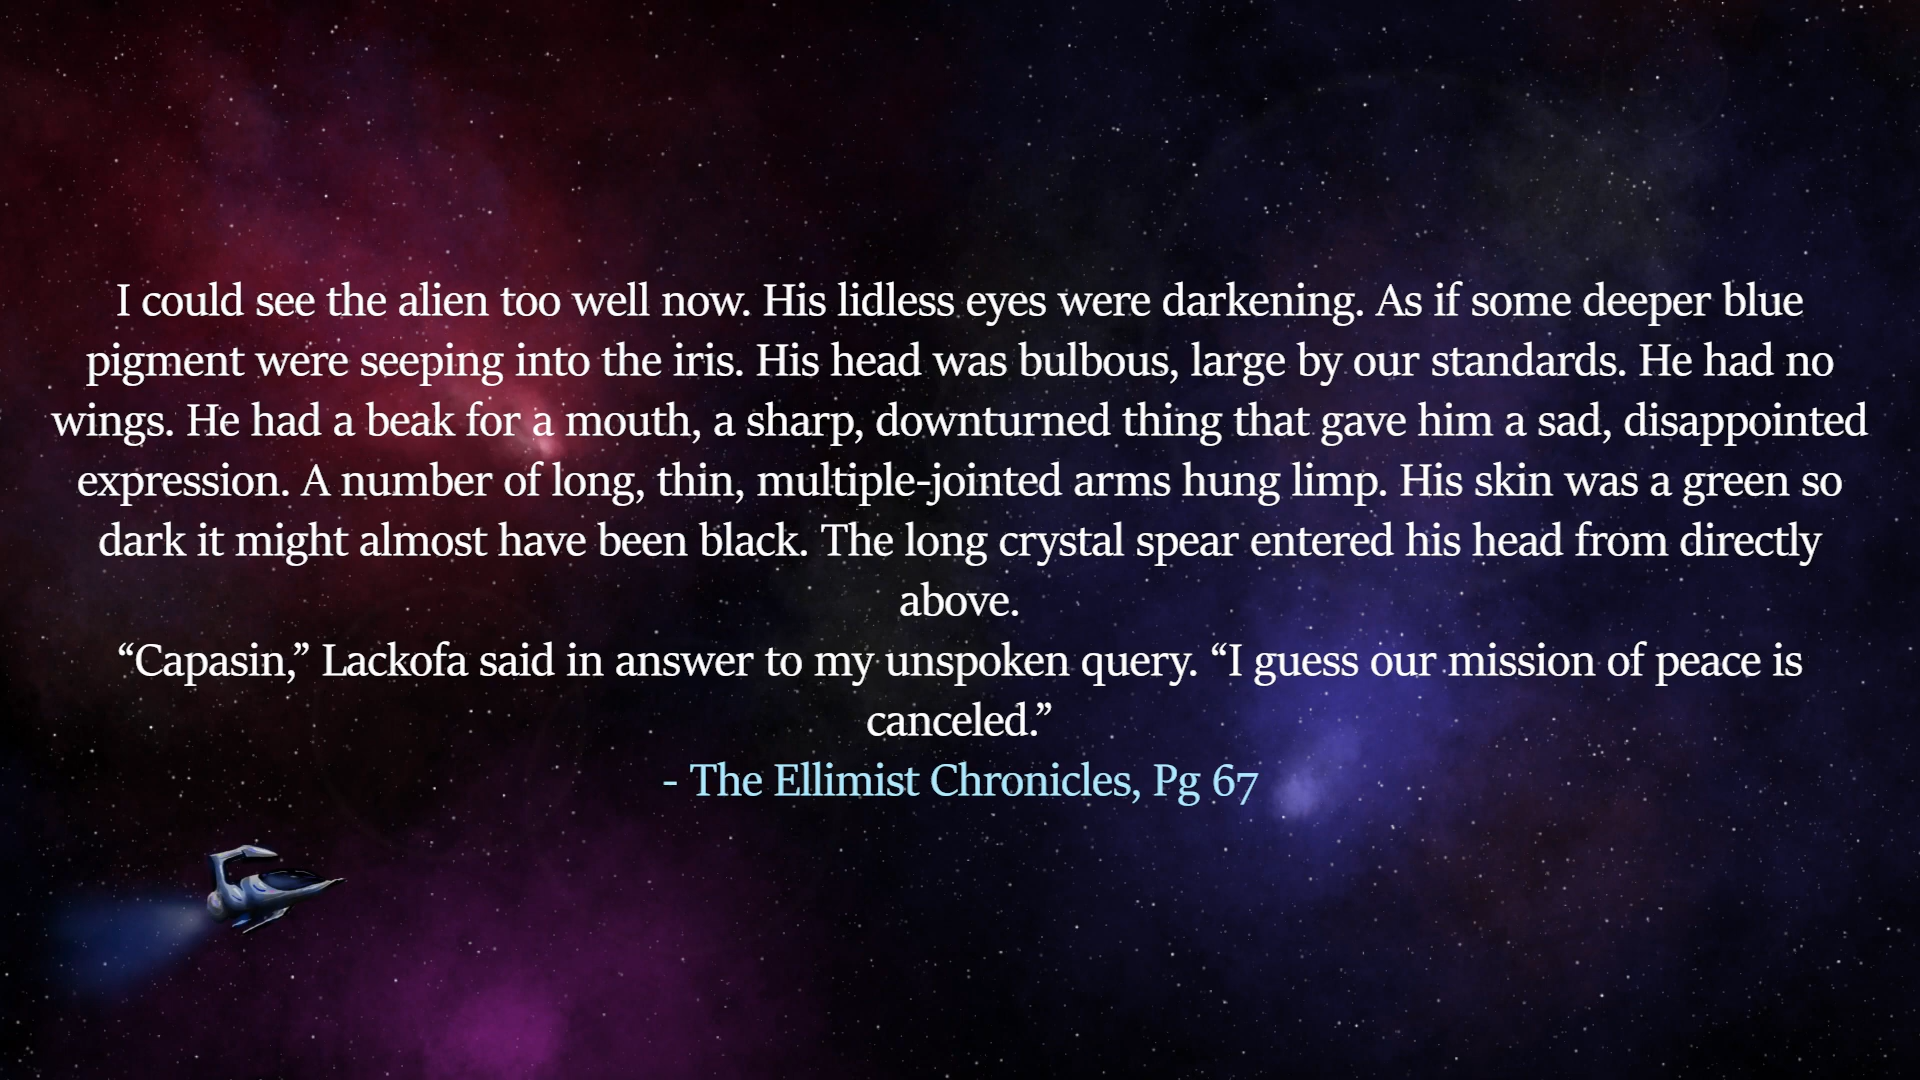 I could see the alien too well now. His lidless eyes were darkening. As if some deeper blue
pigment were seeping into the iris. His head was bulbous, large by our standards. He had no
wings. He had a beak for a mouth, a sharp, downturned thing that gave him a sad, disappointed
expression. A number of long, thin, multiple-jointed arms hung limp. His skin was a green so
dark it might almost have been black. The long crystal spear entered his head from directly
above.
“Capasin,” Lackofa said in answer to my unspoken query. “I guess our mission of peace is
canceled.”
- The Ellimist Chronicles, Pg 67